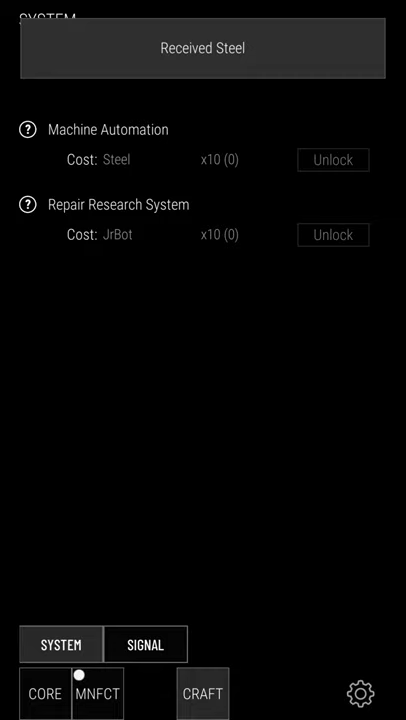 SYSTEM
Received Steel
? Machine Automation
Cost: Steel x10 (0) Unlock
? Repair Research System
Cost: JrBot x10 (0) Unlock
SYSTEM SIGNAL
CORE MNFCT CRAFT